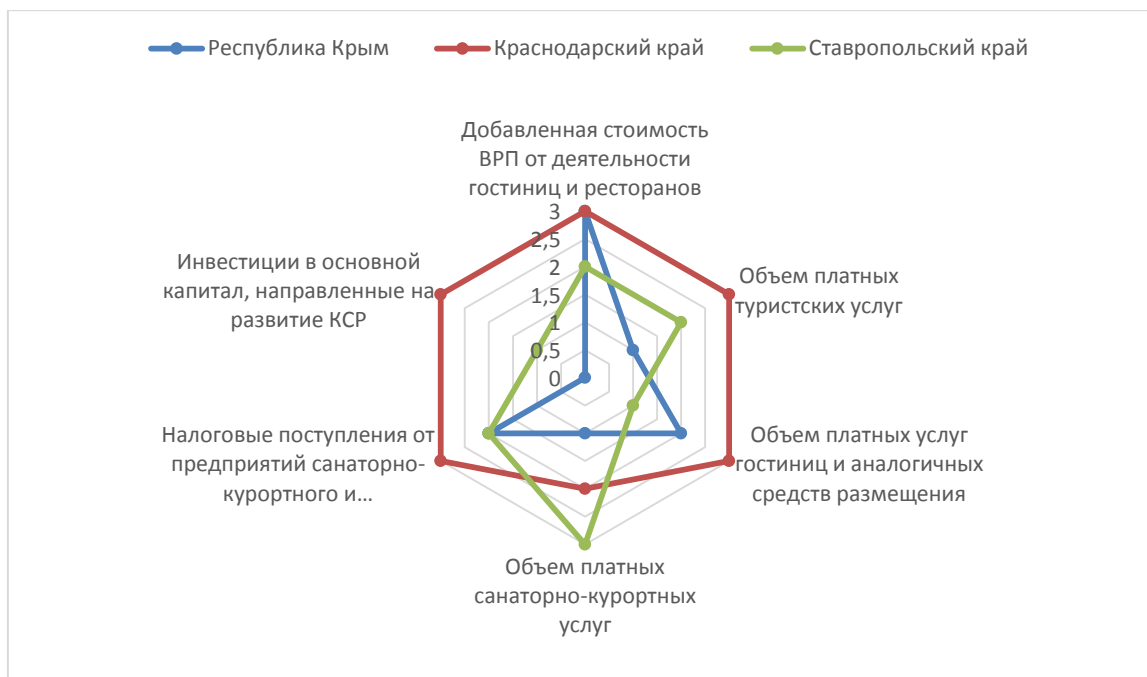 Республика Крым Краснодарский край Ставропольский край
Добавленная стоимость
ВРП от деятельности
гостиниц и ресторанов
3
2,5
2
1,5
1
0,5
0
Объем платных
туристских услуг
Объем платных услуг
гостиниц и аналогичных
средств размещения
Объем платных
санаторно-курортных
услуг
Налоговые поступления от
предприятий санаторно-
курортного и…
Инвестиции в основной
капитал, направленные на
развитие КСР